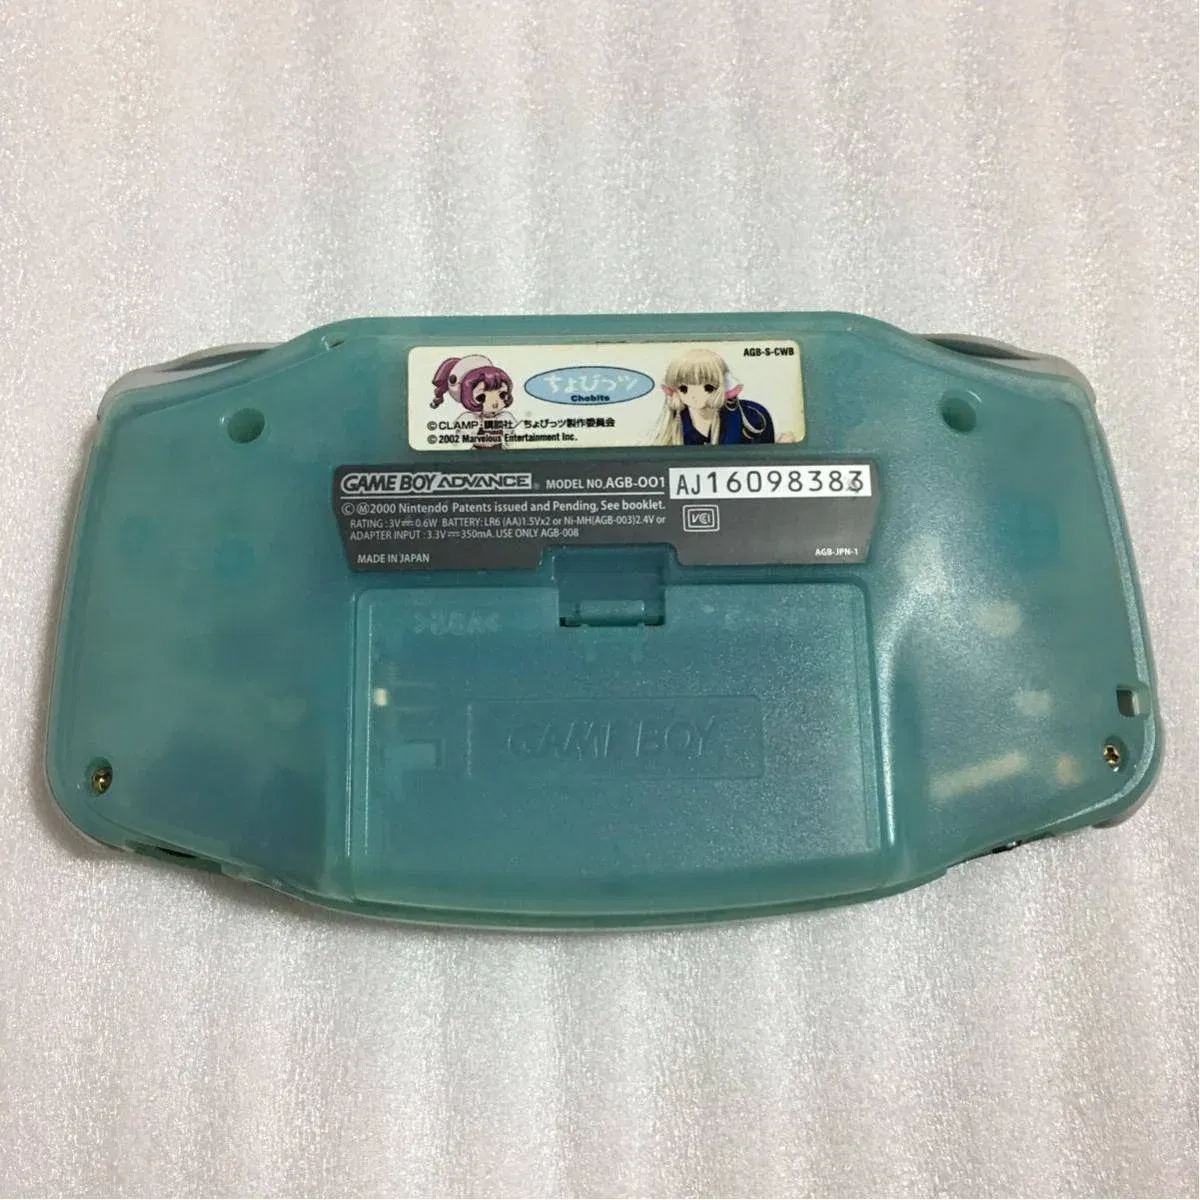 AGB-S-CWB
ちょびっツ
Chobits
©CLAMP・講談社／ちょびっツ製作委員会
© 2002 Marvelous Entertainment Inc.
GAME BOY ADVANCE MODEL NO.AGB-001 AJ16098383
©Ⓜ2000 Nintendo Patents issued and Pending, See booklet.
RATING : 3V⎓0.6W BATTERY: LR6 (AA)1.5Vx2 or Ni-MH(AGB-003)2.4V or
ADAPTER INPUT : 3.3V⎓350mA. USE ONLY AGB-008
VCI
MADE IN JAPAN
AGB-JPN-1
GAME BOY